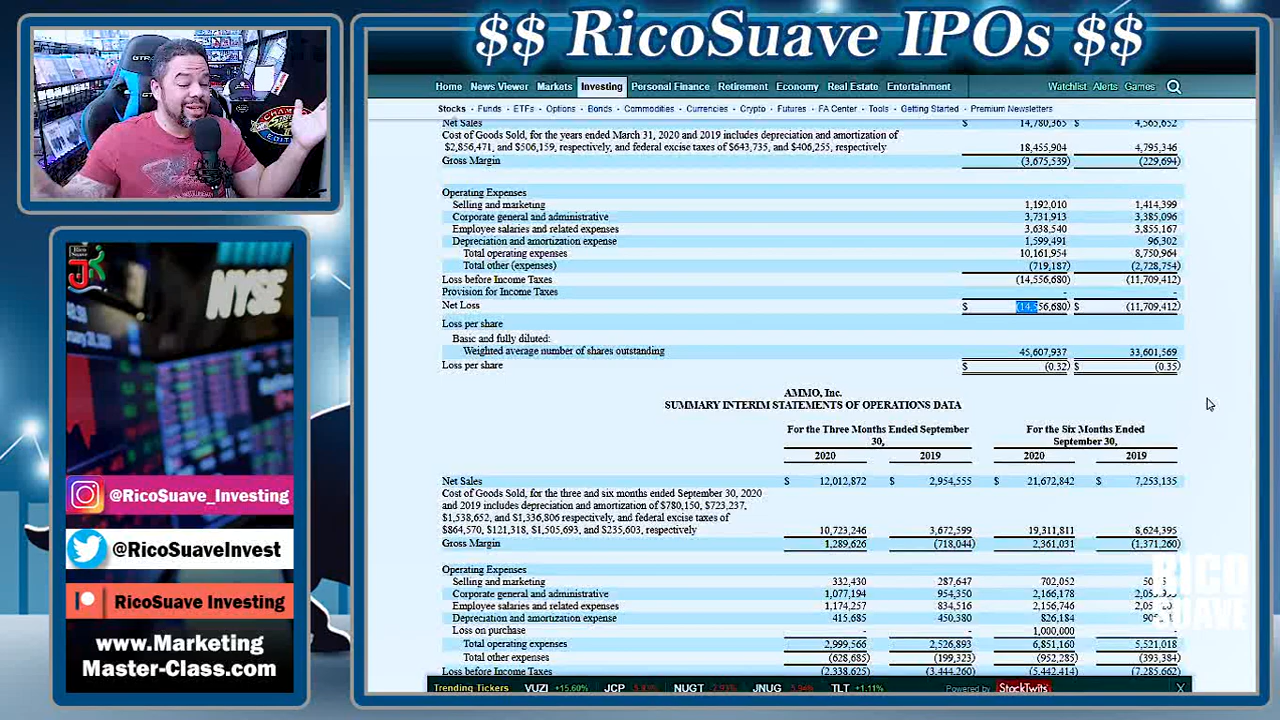 $$ RicoSuave IPOs $$
Home News Viewer Markets Investing Personal Finance Retirement Economy Real Estate Entertainment Watchlist Alerts Games
Stocks Funds ETFs Options Bonds Commodities Currencies Crypto Futures FA Center Tools Getting Started Premium Newsletters
Net Sales $ 14,780,365 $ 4,565,652
Cost of Goods Sold, for the years ended March 31, 2020 and 2019 includes depreciation and amortization of
$2,856,471, and $506,159, respectively, and federal excise taxes of $643,735, and $406,255, respectively 18,455,904 4,795,346
Gross Margin (3,675,539) (229,694)
Operating Expenses
Selling and marketing 1,192,010 1,414,399
Corporate general and administrative 3,731,913 3,385,096
Employee salaries and related expenses 3,638,540 3,855,167
Depreciation and amortization expense 1,599,491 96,302
Total operating expenses 10,161,954 8,750,964
Total other (expenses) (719,187) (2,728,754)
Loss before Income Taxes (14,556,680) (11,709,412)
Provision for Income Taxes - -
Net Loss $ (14,556,680) $ (11,709,412)
Loss per share
Basic and fully diluted:
Weighted average number of shares outstanding 45,607,937 33,601,569
Loss per share $ (0.32) $ (0.35)
AMMO, Inc.
SUMMARY INTERIM STATEMENTS OF OPERATIONS DATA
For the Three Months Ended September 30, For the Six Months Ended September 30,
2020 2019 2020 2019
Net Sales $ 12,012,872 $ 2,954,555 $ 21,672,842 $ 7,253,135
Cost of Goods Sold, for the three and six months ended September 30, 2020
and 2019 includes depreciation and amortization of $780,150, $723,237,
$1,538,652, and $1,336,806 respectively, and federal excise taxes of
$864,570, $121,318, $1,505,693, and $235,603, respectively 10,723,246 3,672,599 19,311,811 8,624,395
Gross Margin 1,289,626 (718,044) 2,361,031 (1,371,260)
Operating Expenses
Selling and marketing 332,430 287,647 702,052
Corporate general and administrative 1,077,194 954,350 2,166,178
Employee salaries and related expenses 1,174,257 834,516 2,156,746
Depreciation and amortization expense 415,685 450,380 826,184
Loss on purchase - - 1,000,000 -
Total operating expenses 2,999,565 2,526,893 6,851,160 5,521,018
Total other expenses (628,685) (199,323) (952,285) (393,384)
Loss before Income Taxes (2,338,625) (3,444,260) (5,442,414) (7,285,662)
Trending Tickers VUZI +15.60% JCP 5.83% NUGT 2.93% JNUG 5.94% TLT +1.11% Powered by StockTwits X
RICO
SUAVE
NYSE
Rico
Suave
@RicoSuave_Investing
@RicoSuaveInvest
RicoSuave Investing
www.Marketing
Master-Class.com